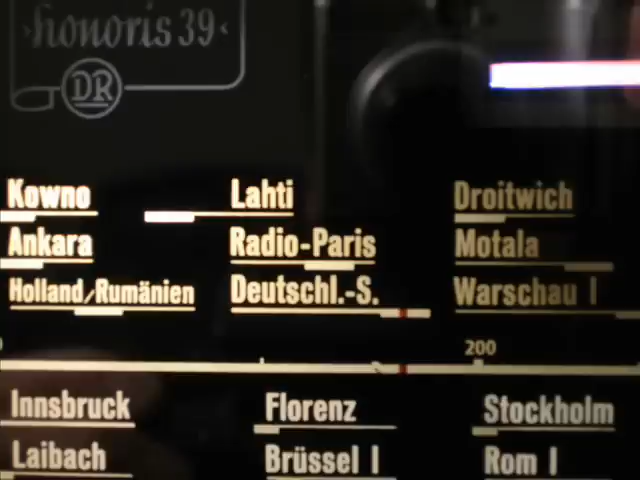 honoris 39
DR
Kowno Lahti Droitwich
Ankara Radio-Paris Motala
Holland/Rumänien Deutschl.-S. Warschau I
200
Innsbruck Florenz Stockholm
Laibach Brüssel I Rom I